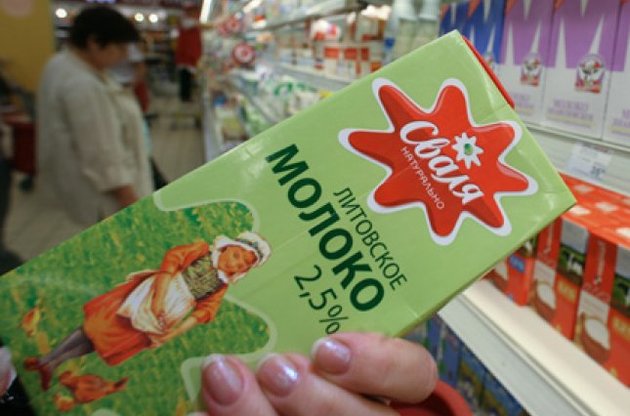 Сваля
НАТУРАЛЬНО
ЛИТОВСКОЕ
МОЛОКО
2,5%